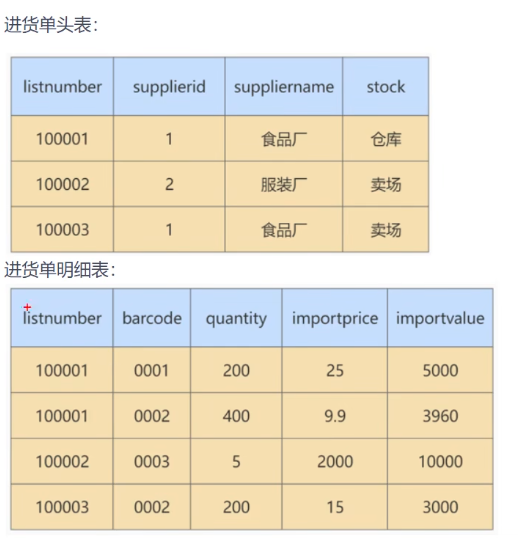 进货单头表：
listnumber supplierid suppliername stock
100001 1 食品厂 仓库
100002 2 服装厂 卖场
100003 1 食品厂 卖场
进货单明细表：
listnumber barcode quantity importprice importvalue
100001 0001 200 25 5000
100001 0002 400 9.9 3960
100002 0003 5 2000 10000
100003 0002 200 15 3000